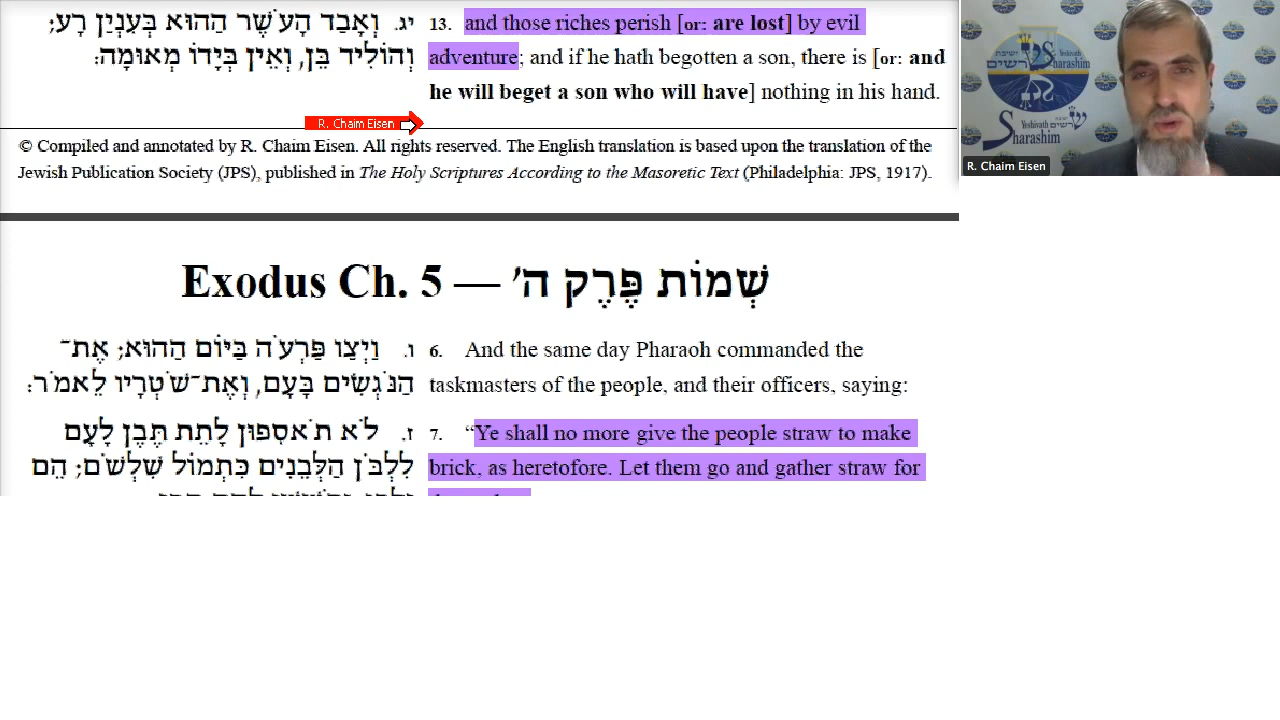 יג. וְאָבַד הָעֹשֶׁר הַהוּא בְּעִנְיַן רָע;
וְהוֹלִיד בֵּן, וְאֵין בְּיָדוֹ מְאוּמָה:
13. and those riches perish [or: are lost] by evil
adventure; and if he hath begotten a son, there is [or: and
he will beget a son who will have] nothing in his hand.
R. Chaim Eisen
© Compiled and annotated by R. Chaim Eisen. All rights reserved. The English translation is based upon the translation of the
Jewish Publication Society (JPS), published in The Holy Scriptures According to the Masoretic Text (Philadelphia: JPS, 1917).
Exodus Ch. 5 — שְׁמוֹת פֶּרֶק ה'
ו. וַיְצַו פַּרְעֹה בַּיּוֹם הַהוּא; אֶת־
הַנֹּגְשִׂים בָּעָם, וְאֶת־שֹׁטְרָיו לֵאמֹר:
6. And the same day Pharaoh commanded the
taskmasters of the people, and their officers, saying:
ז. לֹא תֹאסִפוּן לָתֵת תֶּבֶן לָעָם
לִלְבֹּן הַלְּבֵנִים כִּתְמוֹל שִׁלְשֹׁם; הֵם
7. “Ye shall no more give the people straw to make
brick, as heretofore. Let them go and gather straw for
Yeshivath
Sharashim
ישיבת
שרשים
Yeshivath
Sharashim
R. Chaim Eisen